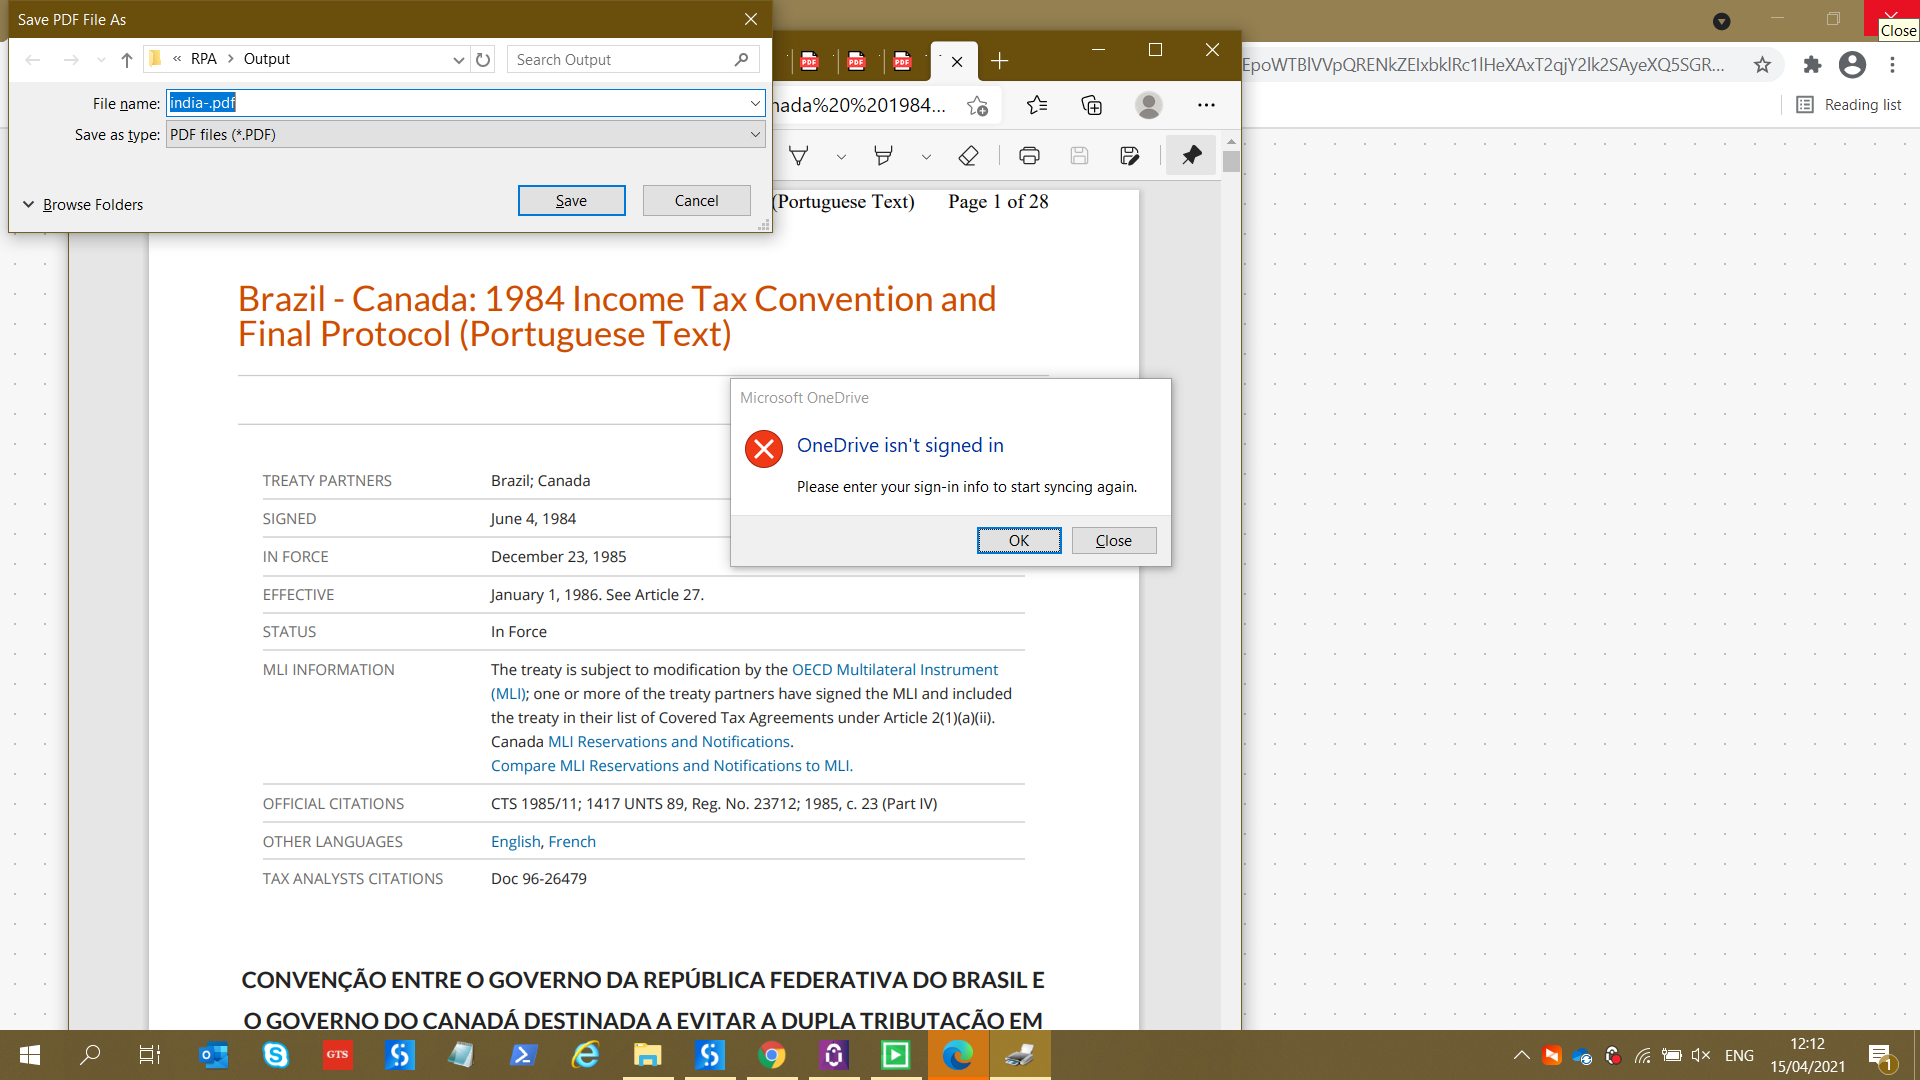 Save PDF File As
« RPA > Output
Search Output
File name: india-.pdf
Save as type: PDF files (*.PDF)
Browse Folders
Save
Cancel
Close
EpoWTBlVVpQRENkZElxbklRc1lHeXAxT2qjY2lk2SAyeXQ5SGR...
Reading list
PDF
PDF
PDF
nada%20%201984...
(Portuguese Text) Page 1 of 28
Brazil - Canada: 1984 Income Tax Convention and
Final Protocol (Portuguese Text)
Microsoft OneDrive
OneDrive isn't signed in
Please enter your sign-in info to start syncing again.
OK
Close
TREATY PARTNERS Brazil; Canada
SIGNED June 4, 1984
IN FORCE December 23, 1985
EFFECTIVE January 1, 1986. See Article 27.
STATUS In Force
MLI INFORMATION The treaty is subject to modification by the OECD Multilateral Instrument
(MLI); one or more of the treaty partners have signed the MLI and included
the treaty in their list of Covered Tax Agreements under Article 2(1)(a)(ii).
Canada MLI Reservations and Notifications.
Compare MLI Reservations and Notifications to MLI.
OFFICIAL CITATIONS CTS 1985/11; 1417 UNTS 89, Reg. No. 23712; 1985, c. 23 (Part IV)
OTHER LANGUAGES English, French
TAX ANALYSTS CITATIONS Doc 96-26479
CONVENÇÃO ENTRE O GOVERNO DA REPÚBLICA FEDERATIVA DO BRASIL E
O GOVERNO DO CANADÁ DESTINADA A EVITAR A DUPLA TRIBUTAÇÃO EM
GTS
ENG
12:12
15/04/2021
1